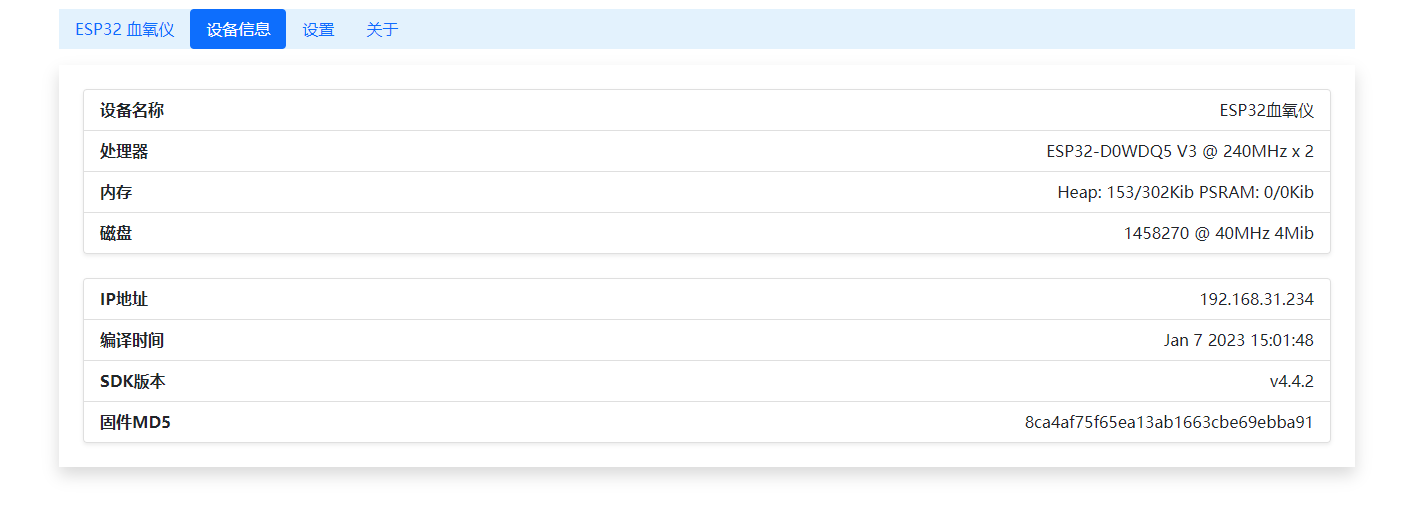 ESP32 血氧仪 设备信息 设置 关于
设备名称 ESP32血氧仪
处理器 ESP32-D0WDQ5 V3 @ 240MHz x 2
内存 Heap: 153/302Kib PSRAM: 0/0Kib
磁盘 1458270 @ 40MHz 4Mib
IP地址 192.168.31.234
编译时间 Jan 7 2023 15:01:48
SDK版本 v4.4.2
固件MD5 8ca4af75f65ea13ab1663cbe69ebba91